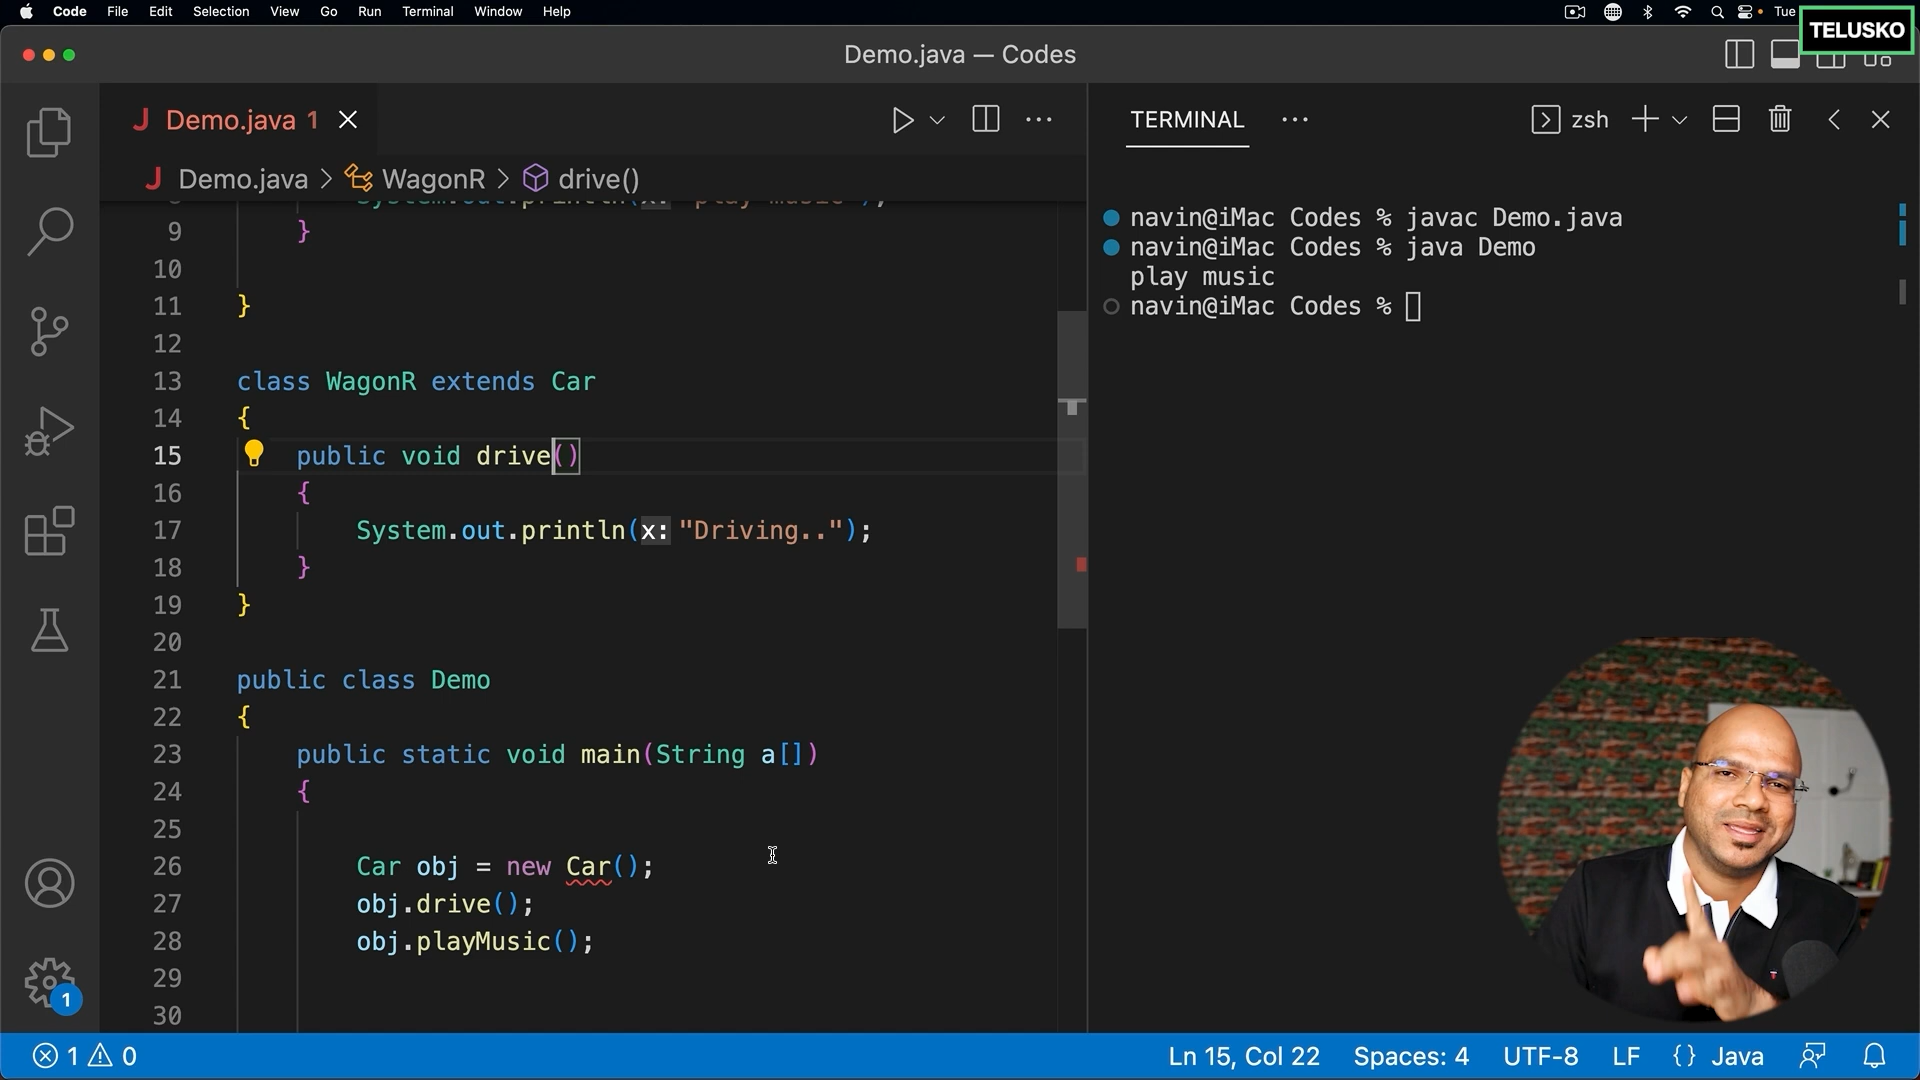 Code File Edit Selection View Go Run Terminal Window Help Tue
TELUSKO
Demo.java — Codes
Demo.java 1
TERMINAL
zsh
Demo.java > WagonR > drive()
navin@iMac Codes % javac Demo.java
navin@iMac Codes % java Demo
play music
navin@iMac Codes %
System.out.println(x: "play music");
9 }
10
11 }
12
13 class WagonR extends Car
14 {
15 public void drive()
16 {
17 System.out.println(x: "Driving..");
18 }
19 }
20
21 public class Demo
22 {
23 public static void main(String a[])
24 {
25
26 Car obj = new Car();
27 obj.drive();
28 obj.playMusic();
29
30
1
1 0
Ln 15, Col 22 Spaces: 4 UTF-8 LF {} Java